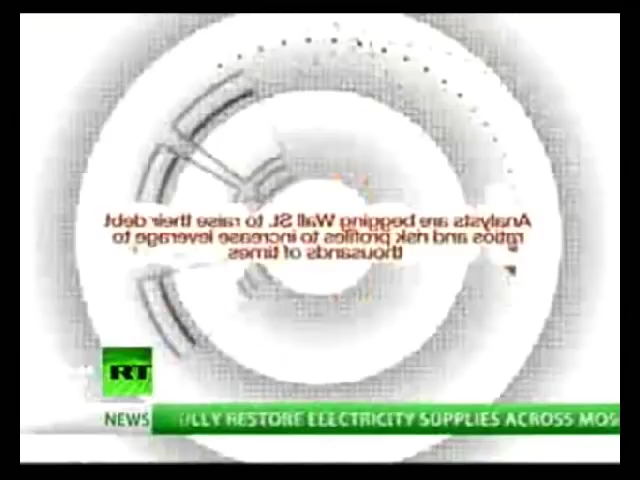 Analysts are begging Wall St. to raise their debt
ratios and risk profiles to increase leverage to
thousands of times
RT
NEWS
ULLY RESTORE ELECTRICITY SUPPLIES ACROSS MOS